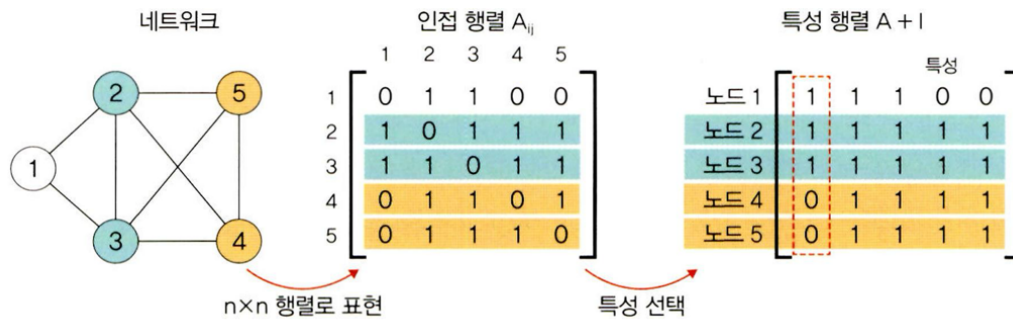 네트워크
1
2
3
4
5
n×n 행렬로 표현
인접 행렬 Aij
1 2 3 4 5
1 0 1 1 0 0
2 1 0 1 1 1
3 1 1 0 1 1
4 0 1 1 0 1
5 0 1 1 1 0
특성 선택
특성 행렬 A + I
특성
노드 1 1 1 1 0 0
노드 2 1 1 1 1 1
노드 3 1 1 1 1 1
노드 4 0 1 1 1 1
노드 5 0 1 1 1 1